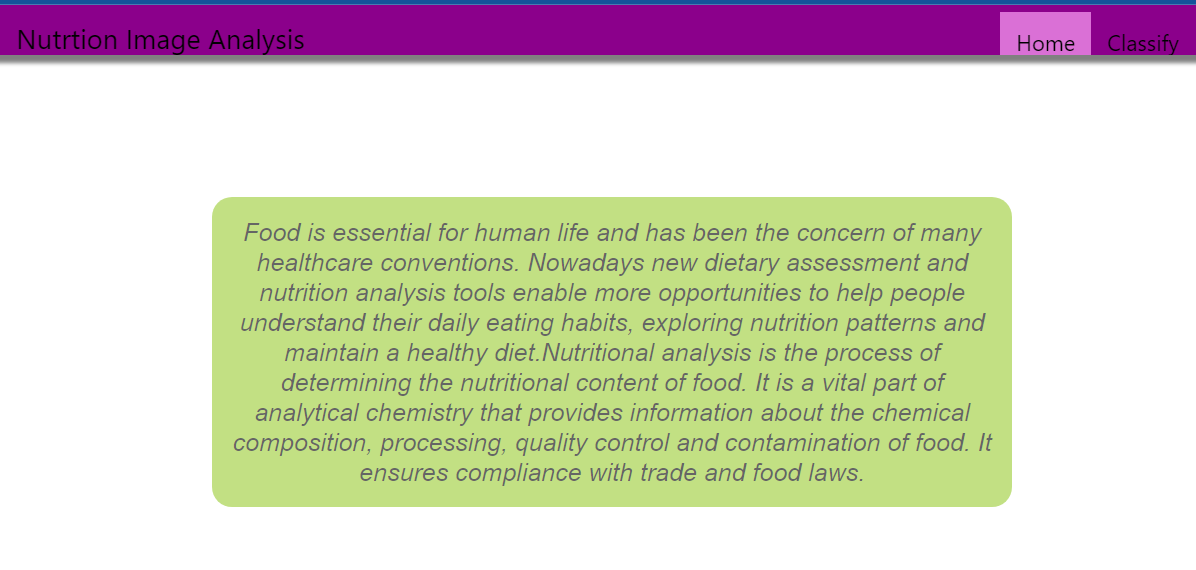 Nutrtion Image Analysis
Home
Classify
Food is essential for human life and has been the concern of many
healthcare conventions. Nowadays new dietary assessment and
nutrition analysis tools enable more opportunities to help people
understand their daily eating habits, exploring nutrition patterns and
maintain a healthy diet.Nutritional analysis is the process of
determining the nutritional content of food. It is a vital part of
analytical chemistry that provides information about the chemical
composition, processing, quality control and contamination of food. It
ensures compliance with trade and food laws.